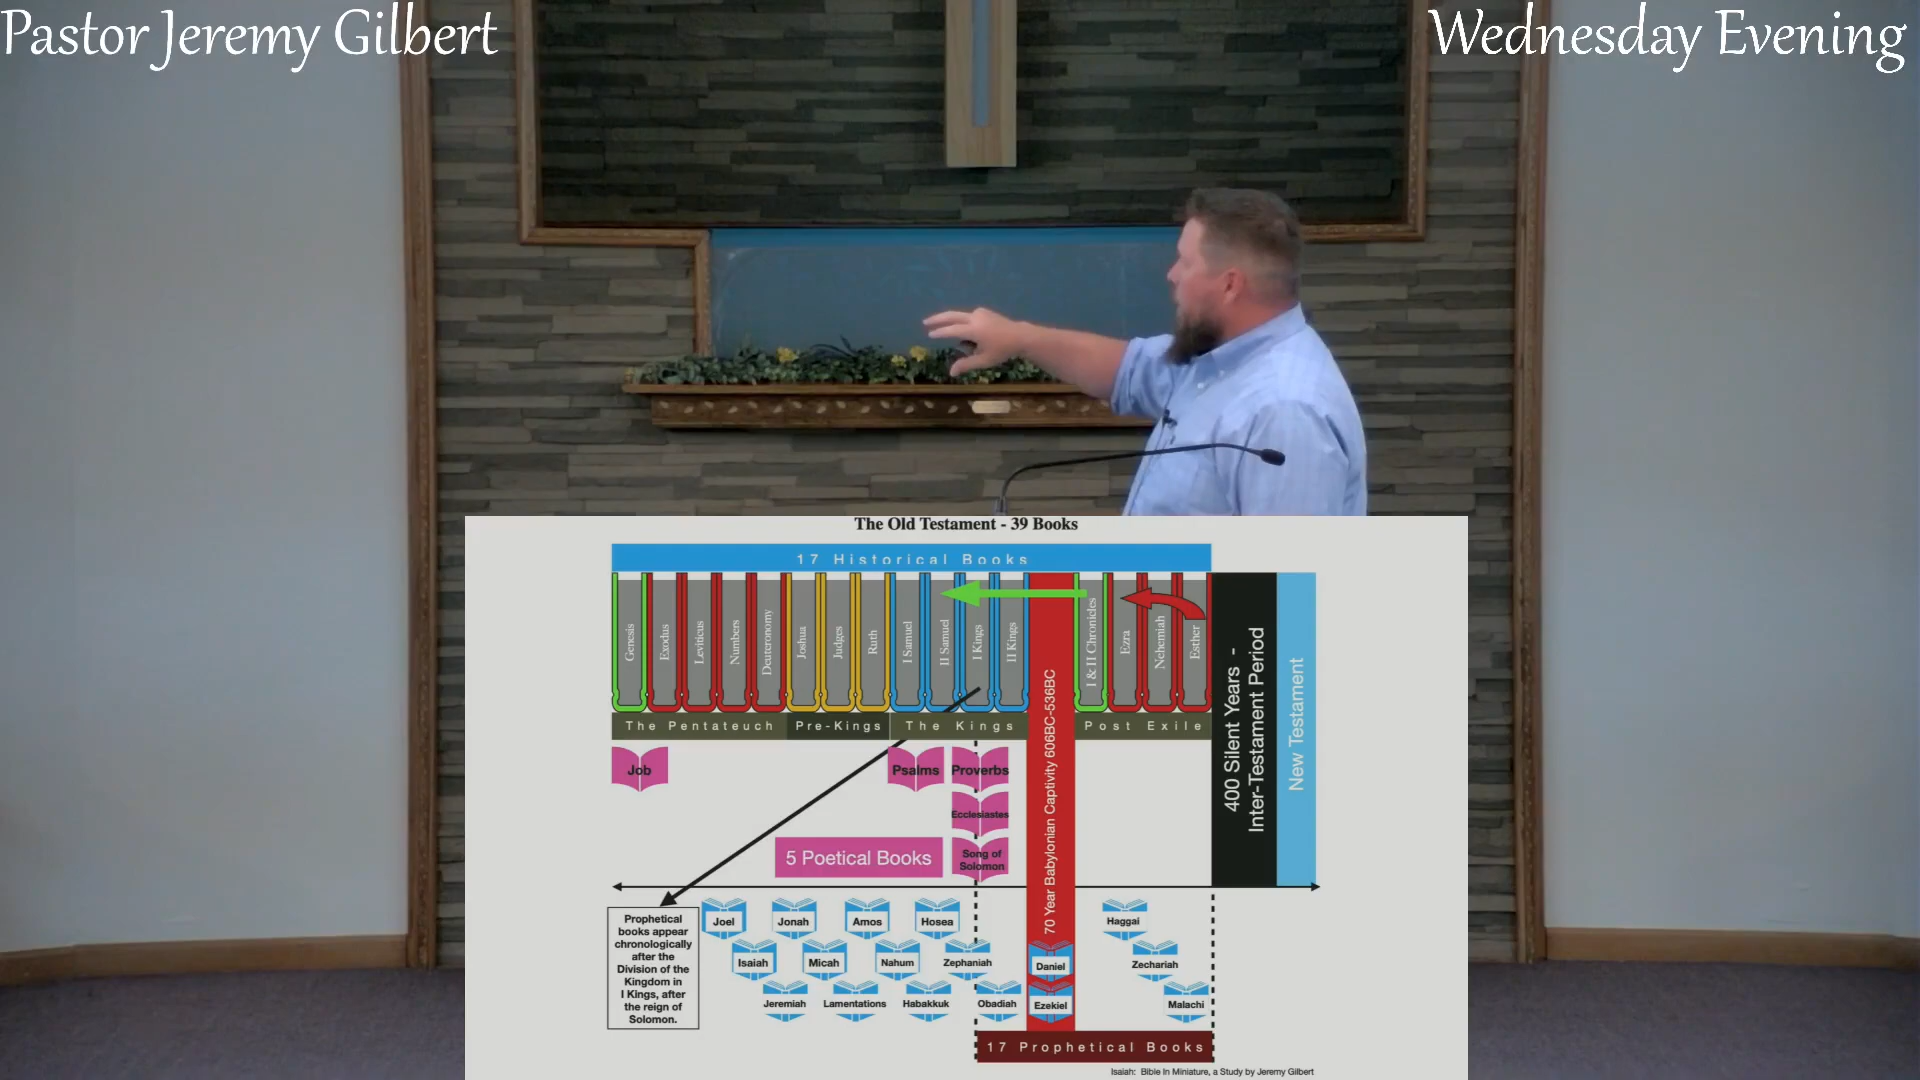 Pastor Jeremy Gilbert
Wednesday Evening
The Old Testament - 39 Books
17 Historical Books
Genesis
Exodus
Leviticus
Numbers
Deuteronomy
Joshua
Judges
Ruth
I Samuel
II Samuel
I Kings
II Kings
70 Year Babylonian Captivity 606BC-536BC
I & II Chronicles
Ezra
Nehemiah
Esther
400 Silent Years -
Inter-Testament Period
New Testament
The Pentateuch
Pre-Kings
The Kings
Post Exile
Job
Psalms
Proverbs
Ecclesiastes
5 Poetical Books
Song of
Solomon
Prophetical
books appear
chronologically
after the
Division of the
Kingdom in
I Kings, after
the reign of
Solomon.
Joel
Jonah
Amos
Hosea
Haggai
Isaiah
Micah
Nahum
Zephaniah
Daniel
Zechariah
Jeremiah
Lamentations
Habakkuk
Obadiah
Ezekiel
Malachi
17 Prophetical Books
Isaiah: Bible In Miniature, a Study by Jeremy Gilbert